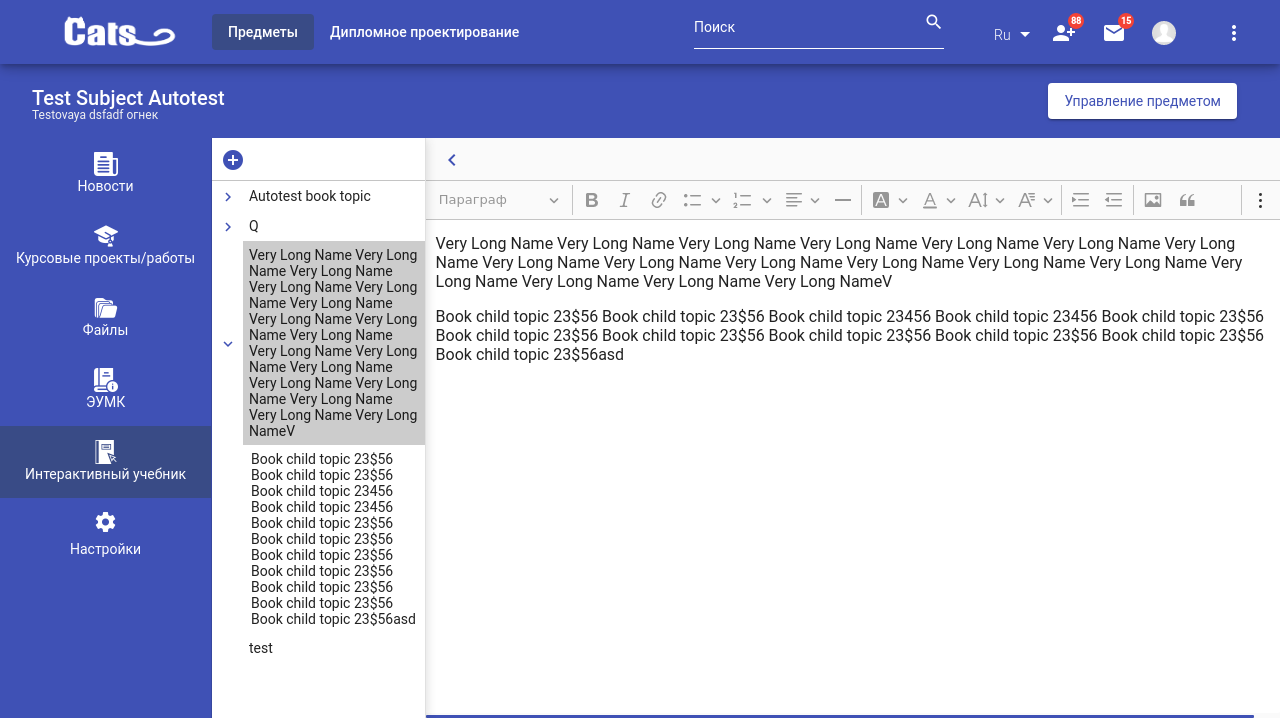 Cats
Предметы
Дипломное проектирование
Поиск
Ru
88
15
Test Subject Autotest
Testovaya dsfadf огнек
Управление предметом
Новости
Курсовые проекты/работы
Файлы
ЭУМК
Интерактивный учебник
Настройки
Autotest book topic
Q
Very Long Name Very Long
Name Very Long Name
Very Long Name Very Long
Name Very Long Name
Very Long Name Very Long
Name Very Long Name
Very Long Name Very Long
Name Very Long Name
Very Long Name Very Long
Name Very Long Name
Very Long Name Very Long
NameV
Book child topic 23$56
Book child topic 23$56
Book child topic 23456
Book child topic 23456
Book child topic 23$56
Book child topic 23$56
Book child topic 23$56
Book child topic 23$56
Book child topic 23$56
Book child topic 23$56
Book child topic 23$56asd
test
Параграф
Very Long Name Very Long Name Very Long Name Very Long Name Very Long Name Very Long Name Very Long
Name Very Long Name Very Long Name Very Long Name Very Long Name Very Long Name Very Long Name Very
Long Name Very Long Name Very Long Name Very Long NameV
Book child topic 23$56 Book child topic 23$56 Book child topic 23456 Book child topic 23456 Book child topic 23$56
Book child topic 23$56 Book child topic 23$56 Book child topic 23$56 Book child topic 23$56 Book child topic 23$56
Book child topic 23$56asd